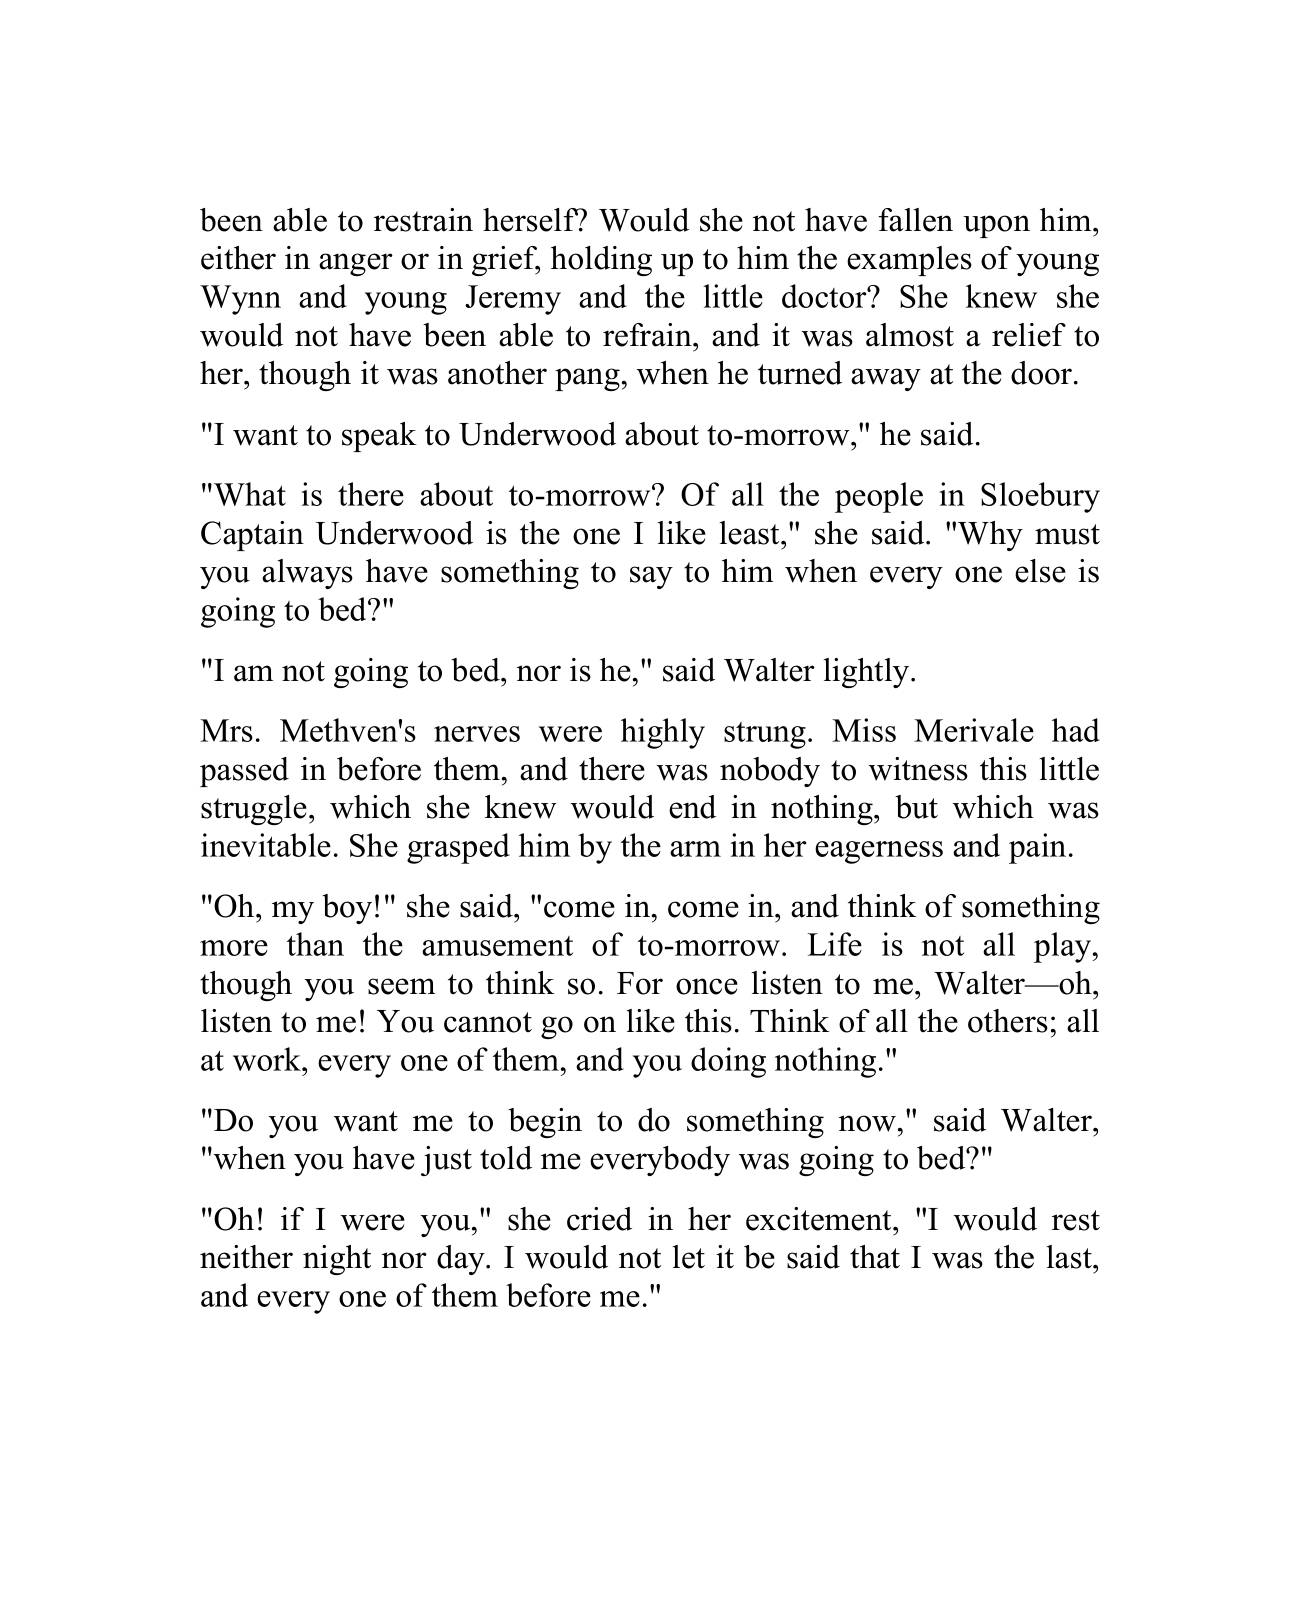 been able to restrain herself? Would she not have fallen upon him,
either in anger or in grief, holding up to him the examples of young
Wynn and young Jeremy and the little doctor? She knew she
would not have been able to refrain, and it was almost a relief to
her, though it was another pang, when he turned away at the door.
"I want to speak to Underwood about to-morrow," he said.
"What is there about to-morrow? Of all the people in Sloebury
Captain Underwood is the one I like least," she said. "Why must
you always have something to say to him when every one else is
going to bed?"
"I am not going to bed, nor is he," said Walter lightly.
Mrs. Methven's nerves were highly strung. Miss Merivale had
passed in before them, and there was nobody to witness this little
struggle, which she knew would end in nothing, but which was
inevitable. She grasped him by the arm in her eagerness and pain.
"Oh, my boy!" she said, "come in, come in, and think of something
more than the amusement of to-morrow. Life is not all play,
though you seem to think so. For once listen to me, Walter—oh,
listen to me! You cannot go on like this. Think of all the others; all
at work, every one of them, and you doing nothing."
"Do you want me to begin to do something now," said Walter,
"when you have just told me everybody was going to bed?"
"Oh! if I were you," she cried in her excitement, "I would rest
neither night nor day. I would not let it be said that I was the last,
and every one of them before me."